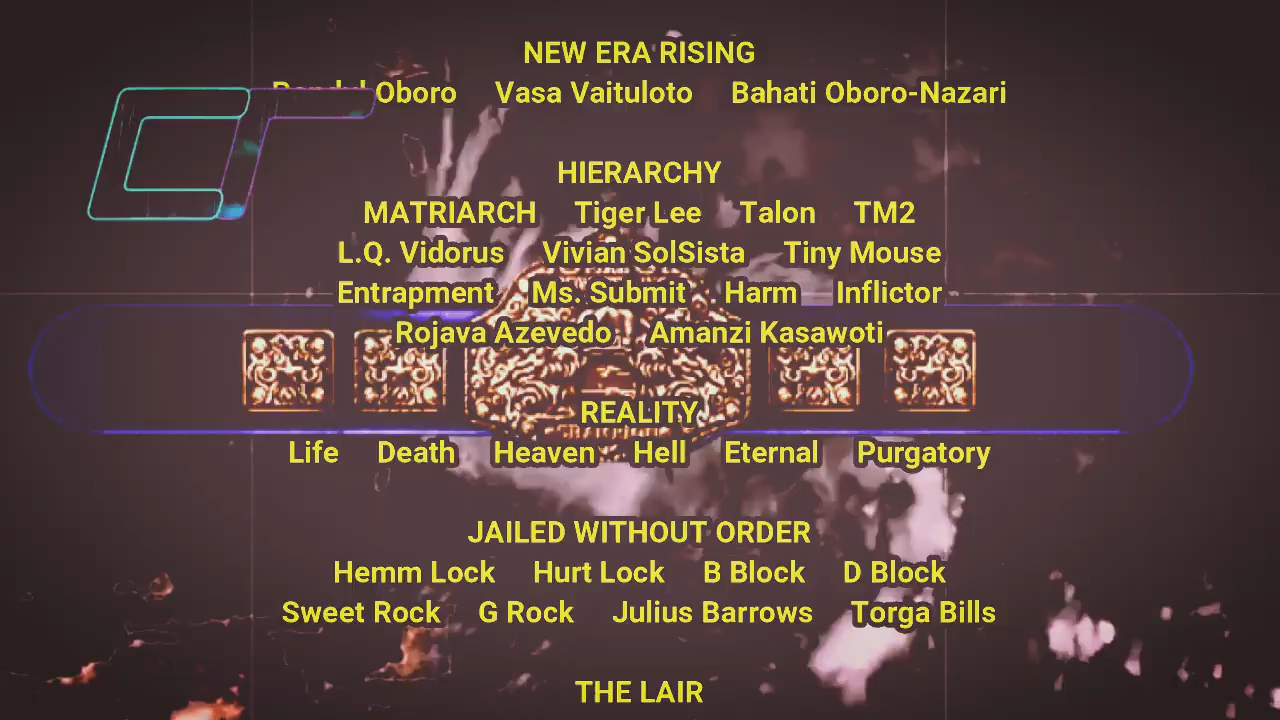 NEW ERA RISING
Oboro Vasa Vaituloto Bahati Oboro-Nazari
HIERARCHY
MATRIARCH Tiger Lee Talon TM2
L.Q. Vidorus Vivian SolSista Tiny Mouse
Entrapment Ms. Submit Harm Inflictor
Rojava Azevedo Amanzi Kasawoti
REALITY
Life Death Heaven Hell Eternal Purgatory
JAILED WITHOUT ORDER
Hemm Lock Hurt Lock B Block D Block
Sweet Rock G Rock Julius Barrows Torga Bills
THE LAIR